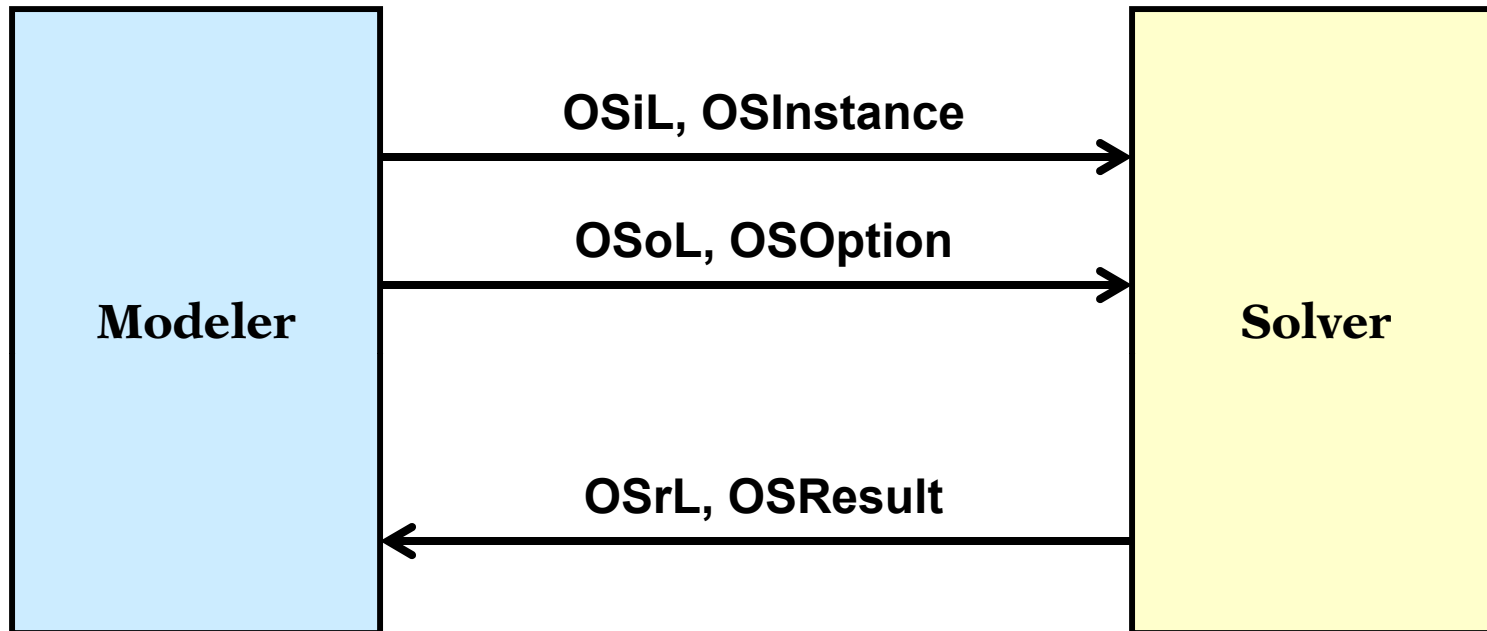 OSiL, OSInstance
OSoL, OSOption
Modeler
Solver
OSrL, OSResult